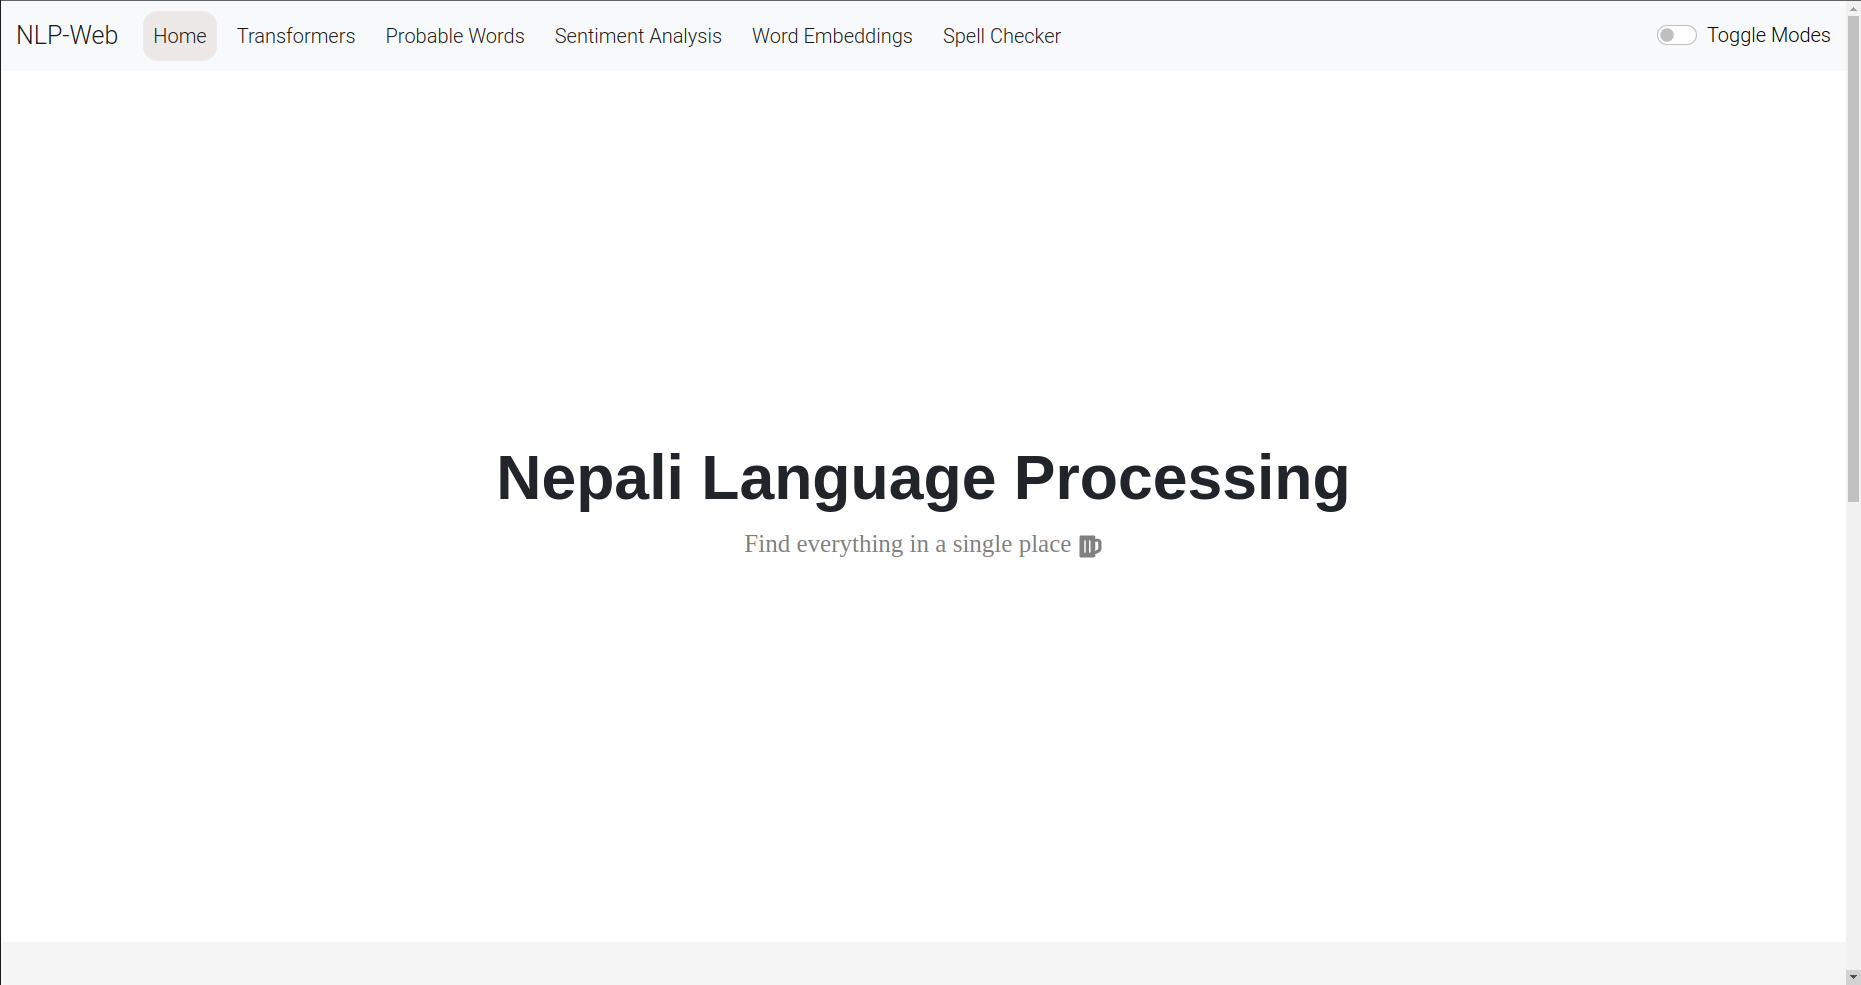 NLP-Web Home Transformers Probable Words Sentiment Analysis Word Embeddings Spell Checker Toggle Modes
Nepali Language Processing
Find everything in a single place